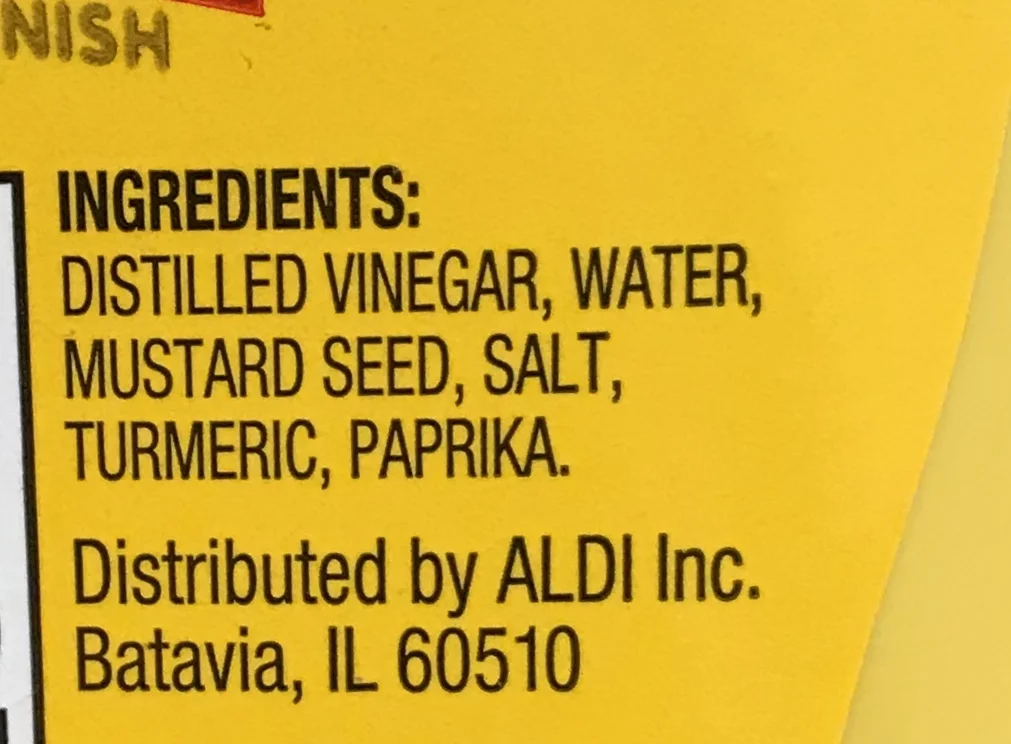 NISH
INGREDIENTS:
DISTILLED VINEGAR, WATER,
MUSTARD SEED, SALT,
TURMERIC, PAPRIKA.
Distributed by ALDI Inc.
Batavia, IL 60510